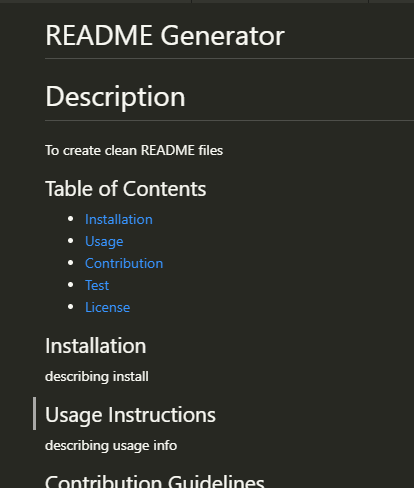 README Generator
Description
To create clean README files
Table of Contents
Installation
Usage
Contribution
Test
License
Installation
describing install
Usage Instructions
describing usage info
Contribution Guidelines